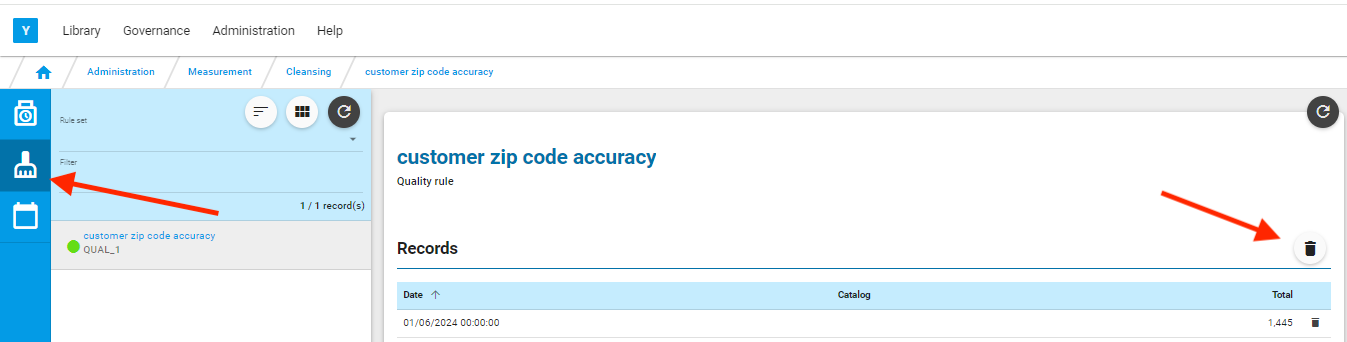 Y Library Governance Administration Help
Administration Measurement Cleansing customer zip code accuracy
Rule set
Filter
1 / 1 record(s)
customer zip code accuracy
QUAL_1
customer zip code accuracy
Quality rule
Records
Date Catalog Total
01/06/2024 00:00:00 1,445